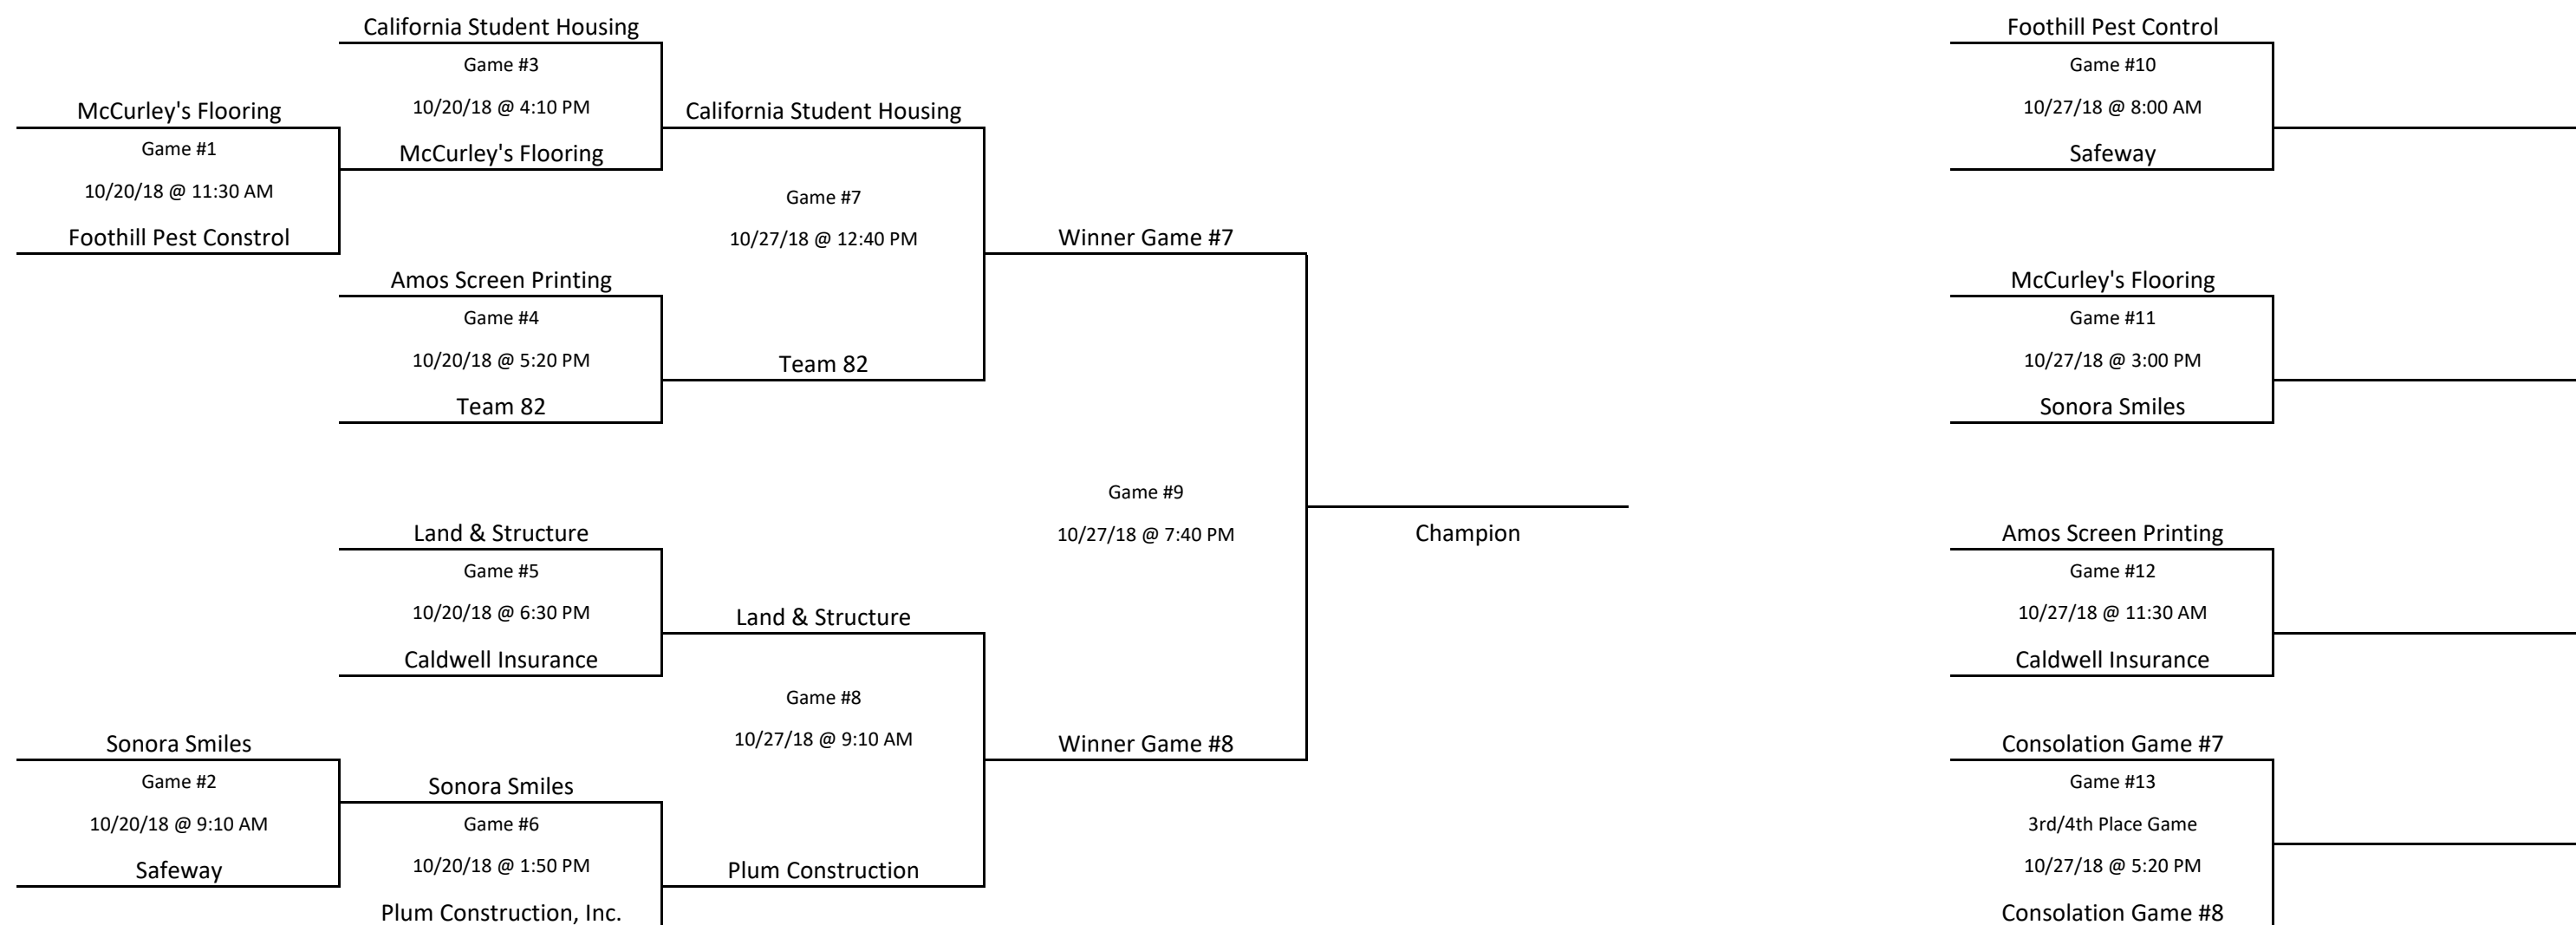 California Student Housing
Game #3
10/20/18 @ 4:10 PM
McCurley's Flooring
McCurley's Flooring
Game #1
10/20/18 @ 11:30 AM
Foothill Pest Constrol
California Student Housing
Game #7
10/27/18 @ 12:40 PM
Team 82
Amos Screen Printing
Game #4
10/20/18 @ 5:20 PM
Team 82
Winner Game #7
Game #9
10/27/18 @ 7:40 PM
Winner Game #8
Champion
Land & Structure
Game #5
10/20/18 @ 6:30 PM
Caldwell Insurance
Land & Structure
Game #8
10/27/18 @ 9:10 AM
Plum Construction
Sonora Smiles
Game #2
10/20/18 @ 9:10 AM
Safeway
Sonora Smiles
Game #6
10/20/18 @ 1:50 PM
Plum Construction, Inc.
Foothill Pest Control
Game #10
10/27/18 @ 8:00 AM
Safeway
McCurley's Flooring
Game #11
10/27/18 @ 3:00 PM
Sonora Smiles
Amos Screen Printing
Game #12
10/27/18 @ 11:30 AM
Caldwell Insurance
Consolation Game #7
Game #13
3rd/4th Place Game
10/27/18 @ 5:20 PM
Consolation Game #8